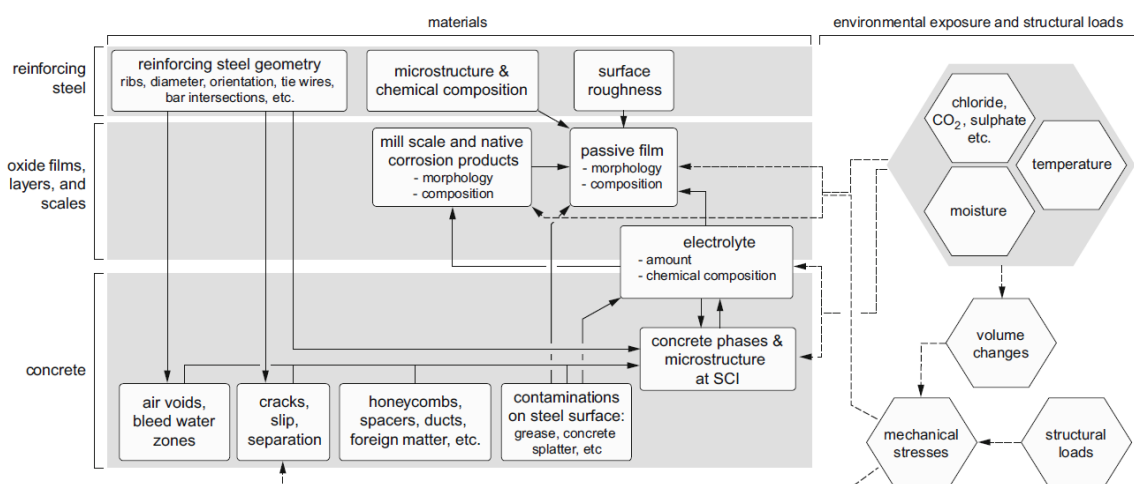 materials
environmental exposure and structural loads
reinforcing
steel
reinforcing steel geometry
ribs, diameter, orientation, tie wires,
bar intersections, etc.
microstructure &
chemical composition
surface
roughness
oxide films,
layers, and
scales
mill scale and native
corrosion products
- morphology
- composition
passive film
- morphology
- composition
electrolyte
- amount
- chemical composition
concrete
concrete phases &
microstructure
at SCI
air voids,
bleed water
zones
cracks,
slip,
separation
honeycombs,
spacers, ducts,
foreign matter, etc.
contaminations
on steel surface:
grease, concrete
splatter, etc
chloride,
CO2, sulphate
etc.
temperature
moisture
volume
changes
mechanical
stresses
structural
loads